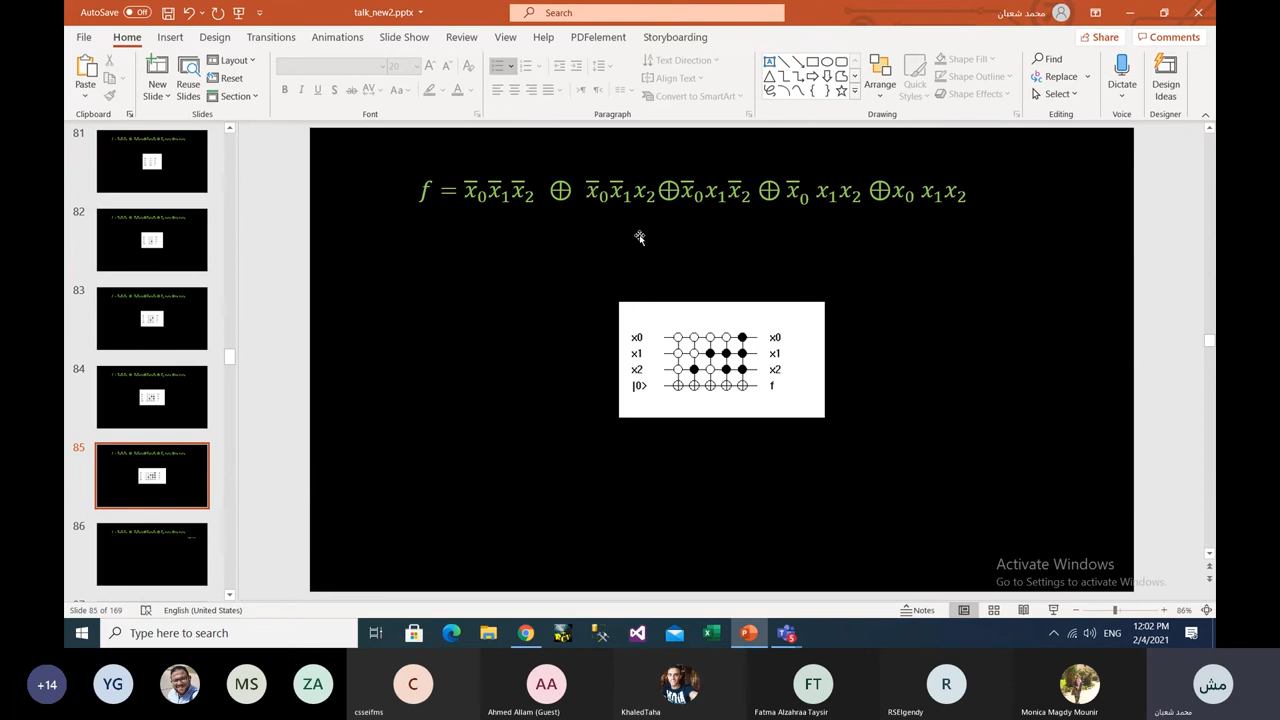 AutoSave Off talk_new2.pptx Search محمد شعبان
File Home Insert Design Transitions Animations Slide Show Review View Help PDFelement Storyboarding Share Comments
Paste New Slide Reuse Slides Layout Reset Section 20 Text Direction Align Text Convert to SmartArt Arrange Quick Styles Shape Fill Shape Outline Shape Effects Find Replace Select Dictate Design Ideas
Clipboard Slides Font Paragraph Drawing Editing Voice Designer
81
82
83
84
85
86
f = x̅₀x̅₁x̅₂ ⊕ x̅₀x̅₁x₂⊕x̅₀x₁x̅₂ ⊕ x̅₀ x₁x₂ ⊕x₀ x₁x₂
x0 x0
x1 x1
x2 x2
|0> f
Activate Windows
Go to Settings to activate Windows.
Slide 85 of 169 English (United States) Notes 86%
Type here to search ENG 12:02 PM
2/4/2021
+14 YG MS ZA C AA FT R مش
csseifms Ahmed Allam (Guest) KhaledTaha Fatma Alzahraa Taysir RSElgendy Monica Magdy Mounir محمد شعبان